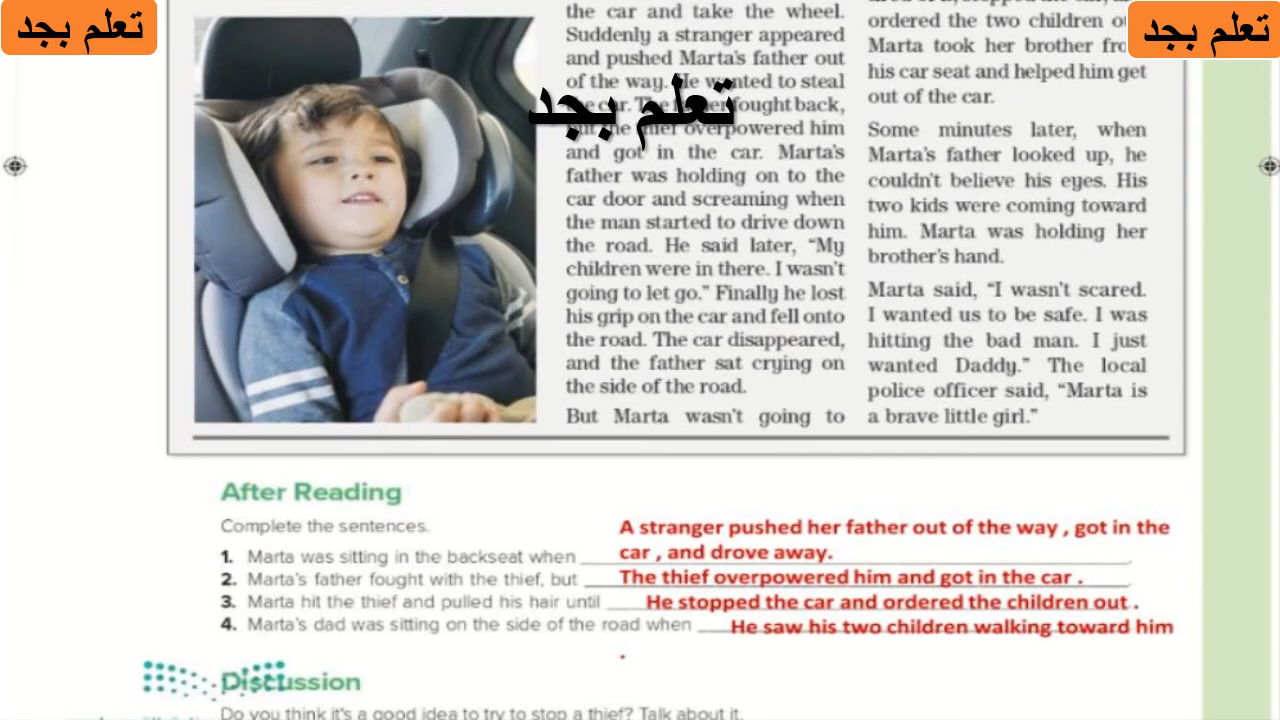 تعلم بجد
تعلم بجد
تعلم بجد
the car and take the wheel.
Suddenly a stranger appeared
and pushed Marta's father out
of the way. He wanted to steal
the car. The father fought back,
but the thief overpowered him
and got in the car. Marta's
father was holding on to the
car door and screaming when
the man started to drive down
the road. He said later, “My
children were in there. I wasn't
going to let go.” Finally he lost
his grip on the car and fell onto
the road. The car disappeared,
and the father sat crying on
the side of the road.
But Marta wasn't going to
ordered the two children
Marta took her brother
his car seat and helped him get
out of the car.
Some minutes later, when
Marta's father looked up, he
couldn't believe his eyes. His
two kids were coming toward
him. Marta was holding her
brother's hand.
Marta said, “I wasn't scared.
I wanted us to be safe. I was
hitting the bad man. I just
wanted Daddy.” The local
police officer said, “Marta is
a brave little girl.”
After Reading
Complete the sentences.
1. Marta was sitting in the backseat when A stranger pushed her father out of the way , got in the
car , and drove away.
2. Marta's father fought with the thief, but The thief overpowered him and got in the car .
3. Marta hit the thief and pulled his hair until He stopped the car and ordered the children out .
4. Marta's dad was sitting on the side of the road when He saw his two children walking toward him
.
Discussion
Do you think it's a good idea to try to stop a thief? Talk about it.